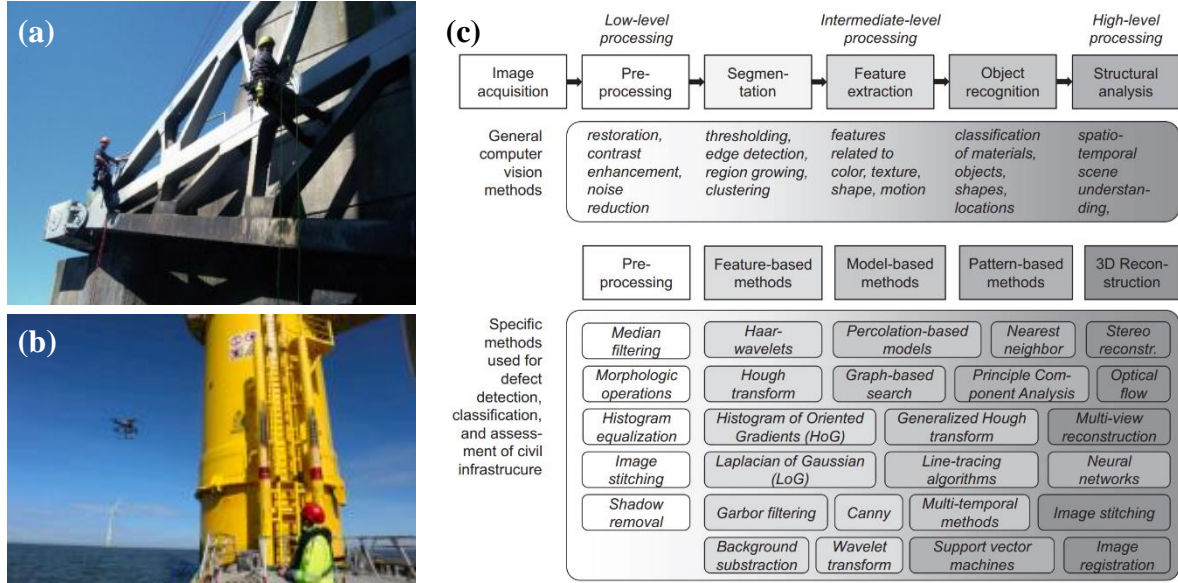 (a)
(b)
(c)
Low-level
processing
Intermediate-level
processing
High-level
processing
Image
acquisition
Pre-
processing
Segmen-
tation
Feature
extraction
Object
recognition
Structural
analysis
General
computer
vision
methods
restoration,
contrast
enhancement,
noise
reduction
thresholding,
edge detection,
region growing,
clustering
features
related to
color, texture,
shape, motion
classification
of materials,
objects,
shapes,
locations
spatio-
temporal
scene
understan-
ding,
Pre-
processing
Feature-based
methods
Model-based
methods
Pattern-based
methods
3D Recon-
struction
Specific
methods
used for
defect
detection,
classification,
and assess-
ment of civil
infrastrucure
Median
filtering
Haar-
wavelets
Percolation-based
models
Nearest
neighbor
Stereo
reconstr.
Morphologic
operations
Hough
transform
Graph-based
search
Principle Com-
ponent Analysis
Optical
flow
Histogram
equalization
Histogram of Oriented
Gradients (HoG)
Generalized Hough
transform
Multi-view
reconstruction
Image
stitching
Laplacian of Gaussian
(LoG)
Line-tracing
algorithms
Neural
networks
Shadow
removal
Garbor filtering
Canny
Multi-temporal
methods
Image stitching
Background
substraction
Wavelet
transform
Support vector
machines
Image
registration